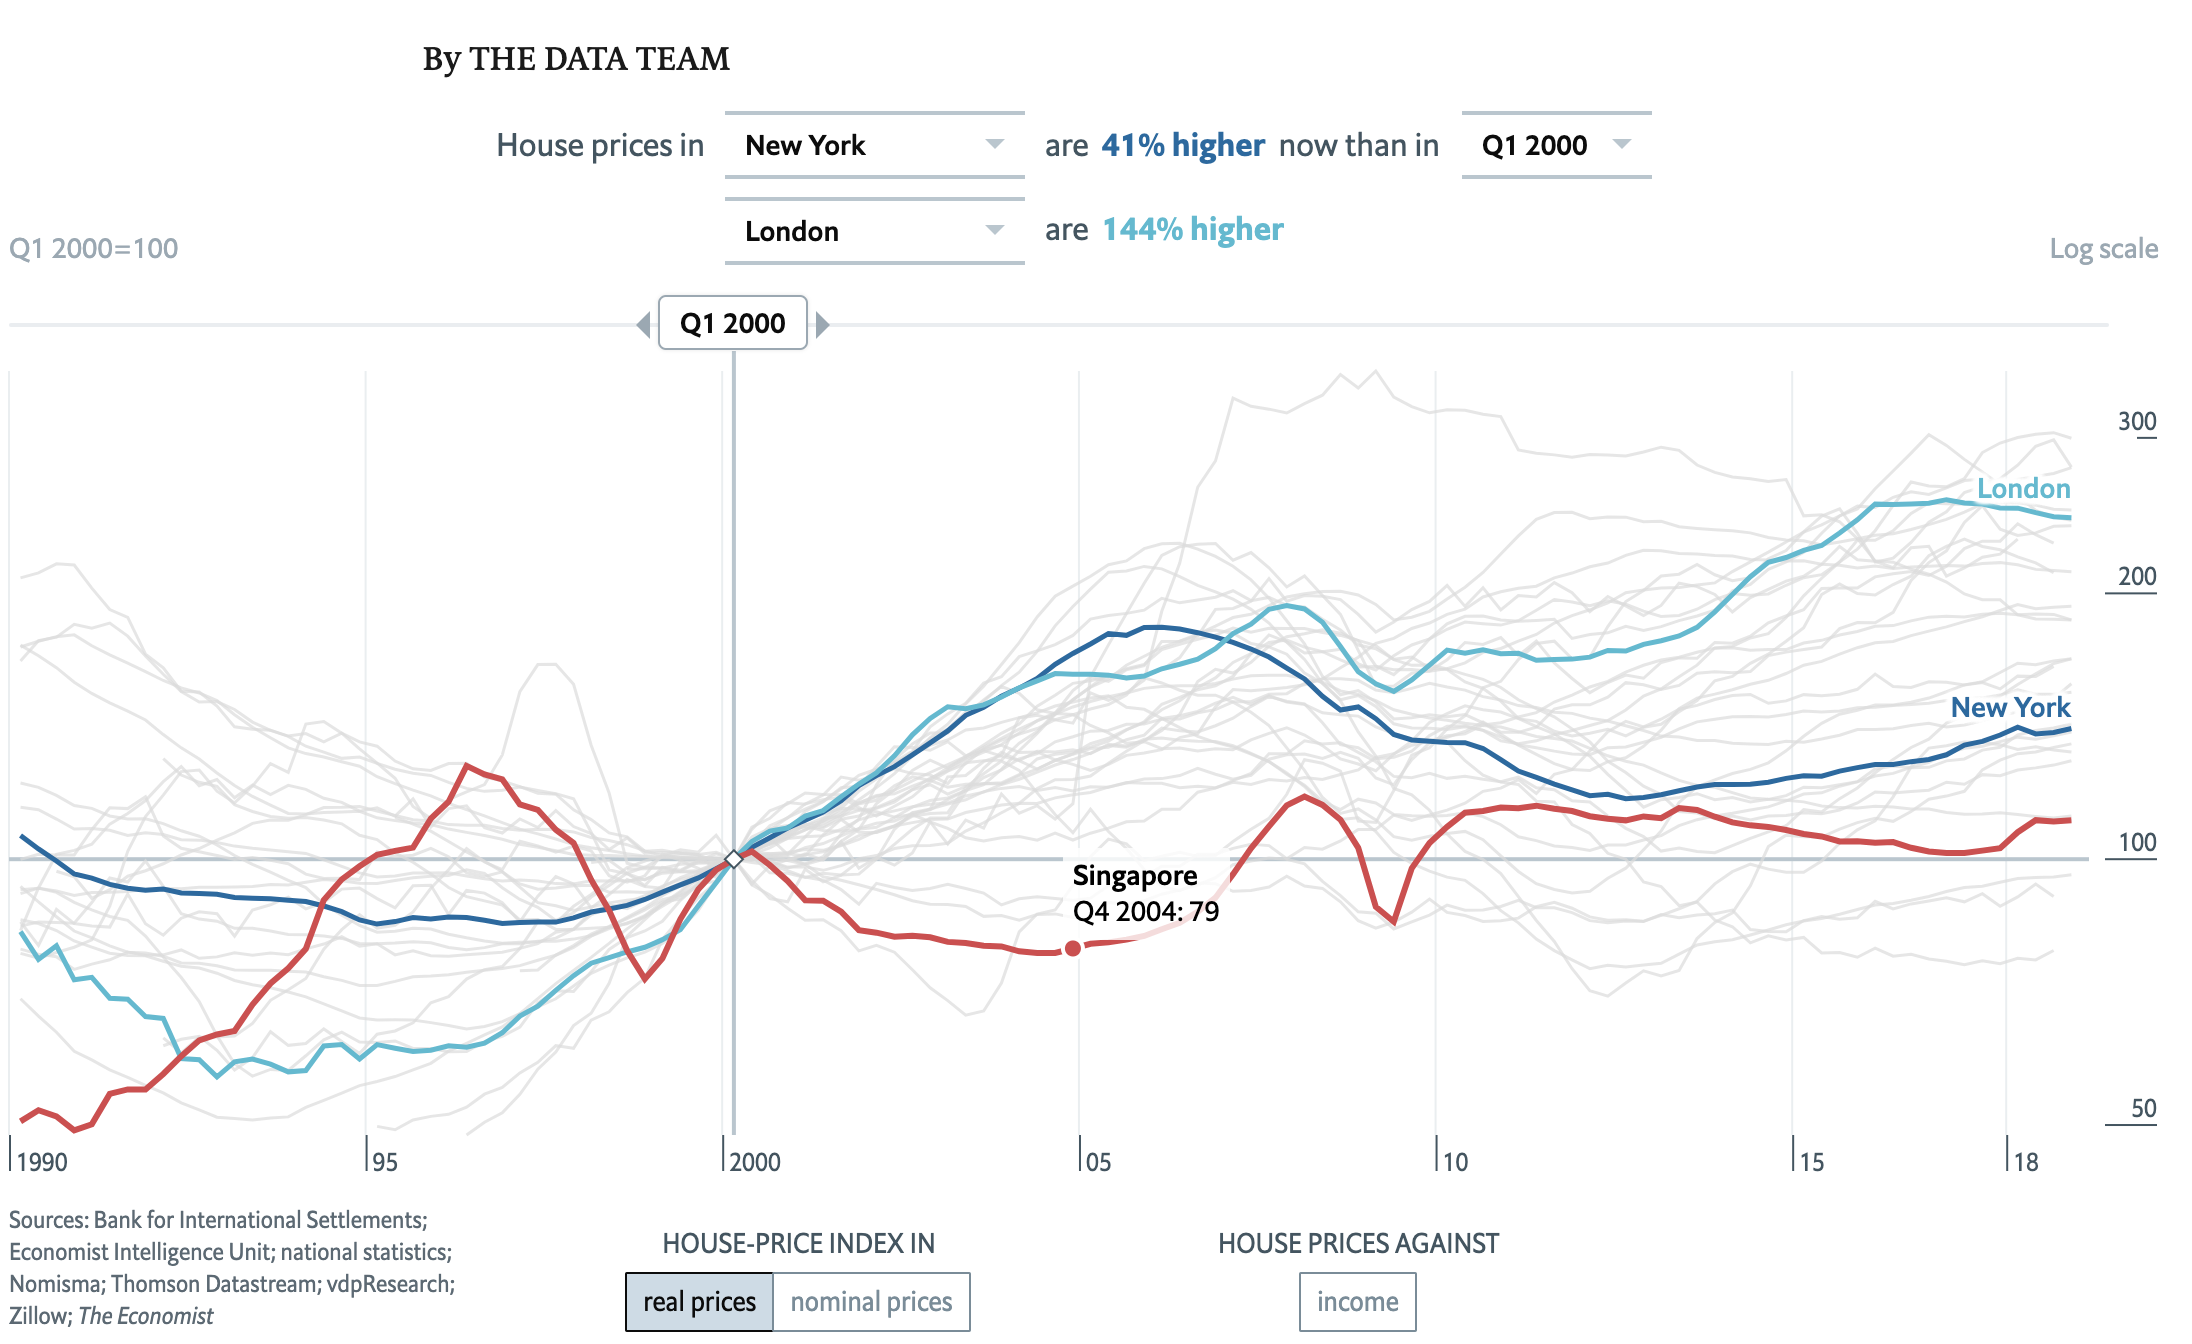 By THE DATA TEAM
House prices in New York are 41% higher now than in Q1 2000
London are 144% higher
Q1 2000=100
Log scale
Q1 2000
300
London
200
New York
100
Singapore
Q4 2004: 79
50
1990 95 2000 05 10 15 18
Sources: Bank for International Settlements;
Economist Intelligence Unit; national statistics;
Nomisma; Thomson Datastream; vdpResearch;
Zillow; The Economist
HOUSE-PRICE INDEX IN
real prices nominal prices
HOUSE PRICES AGAINST
income